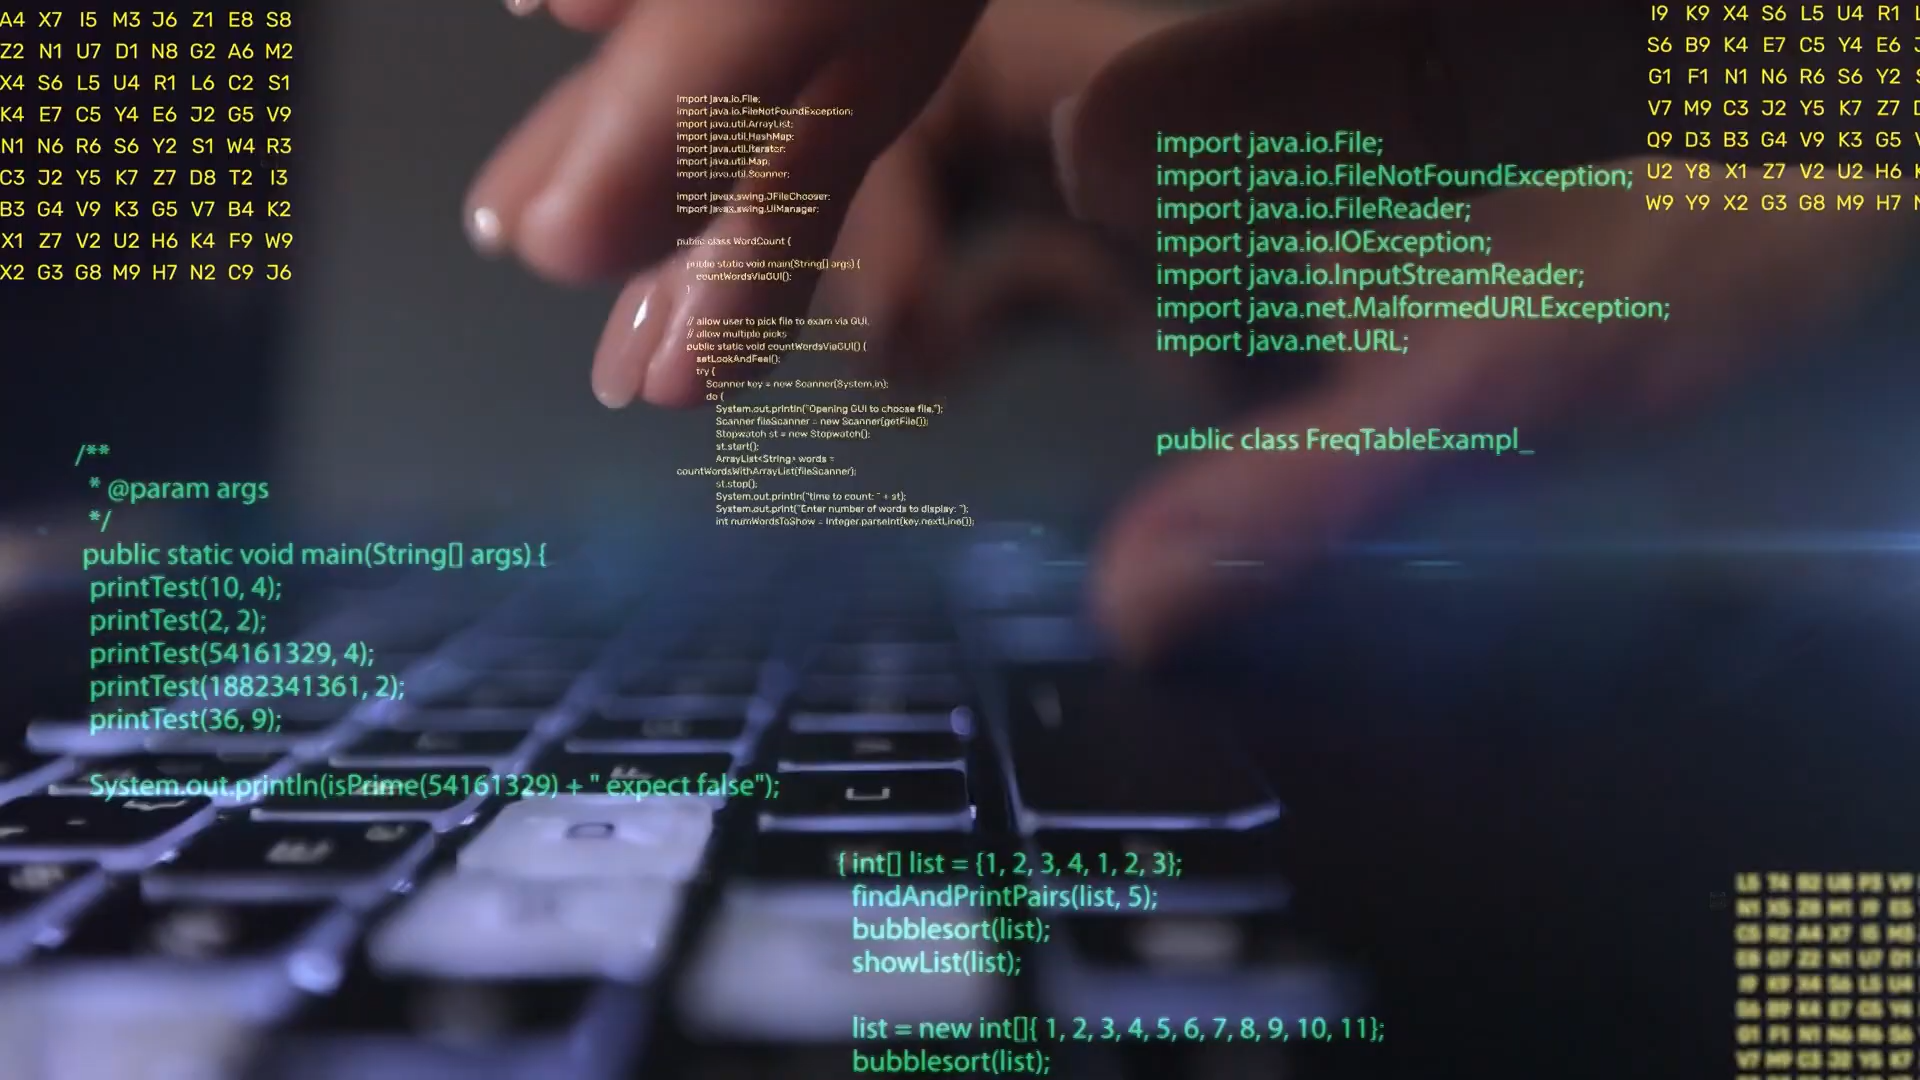 A4 X7 I5 M3 J6 Z1 E8 S8
Z2 N1 U7 D1 N8 G2 A6 M2
X4 S6 L5 U4 R1 L6 C2 S1
K4 E7 C5 Y4 E6 J2 G5 V9
N1 N6 R6 S6 Y2 S1 W4 R3
C3 J2 Y5 K7 Z7 D8 T2 I3
B3 G4 V9 K3 G5 V7 B4 K2
X1 Z7 V2 U2 H6 K4 F9 W9
X2 G3 G8 M9 H7 N2 C9 J6
import java.io.File;
import java.io.FileNotFoundException;
import java.util.ArrayList;
import java.util.HashMap;
import java.util.Iterator;
import java.util.Map;
import java.util.Scanner;
import javax.swing.JFileChooser;
import javax.swing.UIManager;
public class WordCount {
public static void main(String[] args) {
countWordsViaGUI();
}
// allow user to pick file to exam via GUI.
// allow multiple picks
public static void countWordsViaGUI() {
setLookAndFeel();
try {
Scanner key = new Scanner(System.in);
do {
System.out.println("Opening GUI to choose file.");
Scanner fileScanner = new Scanner(getFile());
Stopwatch st = new Stopwatch();
st.start();
ArrayList<String> words =
countWordsWithArrayList(fileScanner);
st.stop();
System.out.println("time to count: " + st);
System.out.print("Enter number of words to display: ");
int numWordsToShow = Integer.parseInt(key.nextLine());
I9 K9 X4 S6 L5 U4 R1
S6 B9 K4 E7 C5 Y4 E6
G1 F1 N1 N6 R6 S6 Y2
V7 M9 C3 J2 Y5 K7 Z7
Q9 D3 B3 G4 V9 K3 G5
U2 Y8 X1 Z7 V2 U2 H6
W9 Y9 X2 G3 G8 M9 H7
import java.io.File;
import java.io.FileNotFoundException;
import java.io.FileReader;
import java.io.IOException;
import java.io.InputStreamReader;
import java.net.MalformedURLException;
import java.net.URL;
public class FreqTableExampl_
/**
* @param args
*/
public static void main(String[] args) {
printTest(10, 4);
printTest(2, 2);
printTest(54161329, 4);
printTest(1882341361, 2);
printTest(36, 9);
System.out.println(isPrime(54161329) + " expect false");
{ int[] list = {1, 2, 3, 4, 1, 2, 3};
findAndPrintPairs(list, 5);
bubblesort(list);
showList(list);
list = new int[]{ 1, 2, 3, 4, 5, 6, 7, 8, 9, 10, 11};
bubblesort(list);